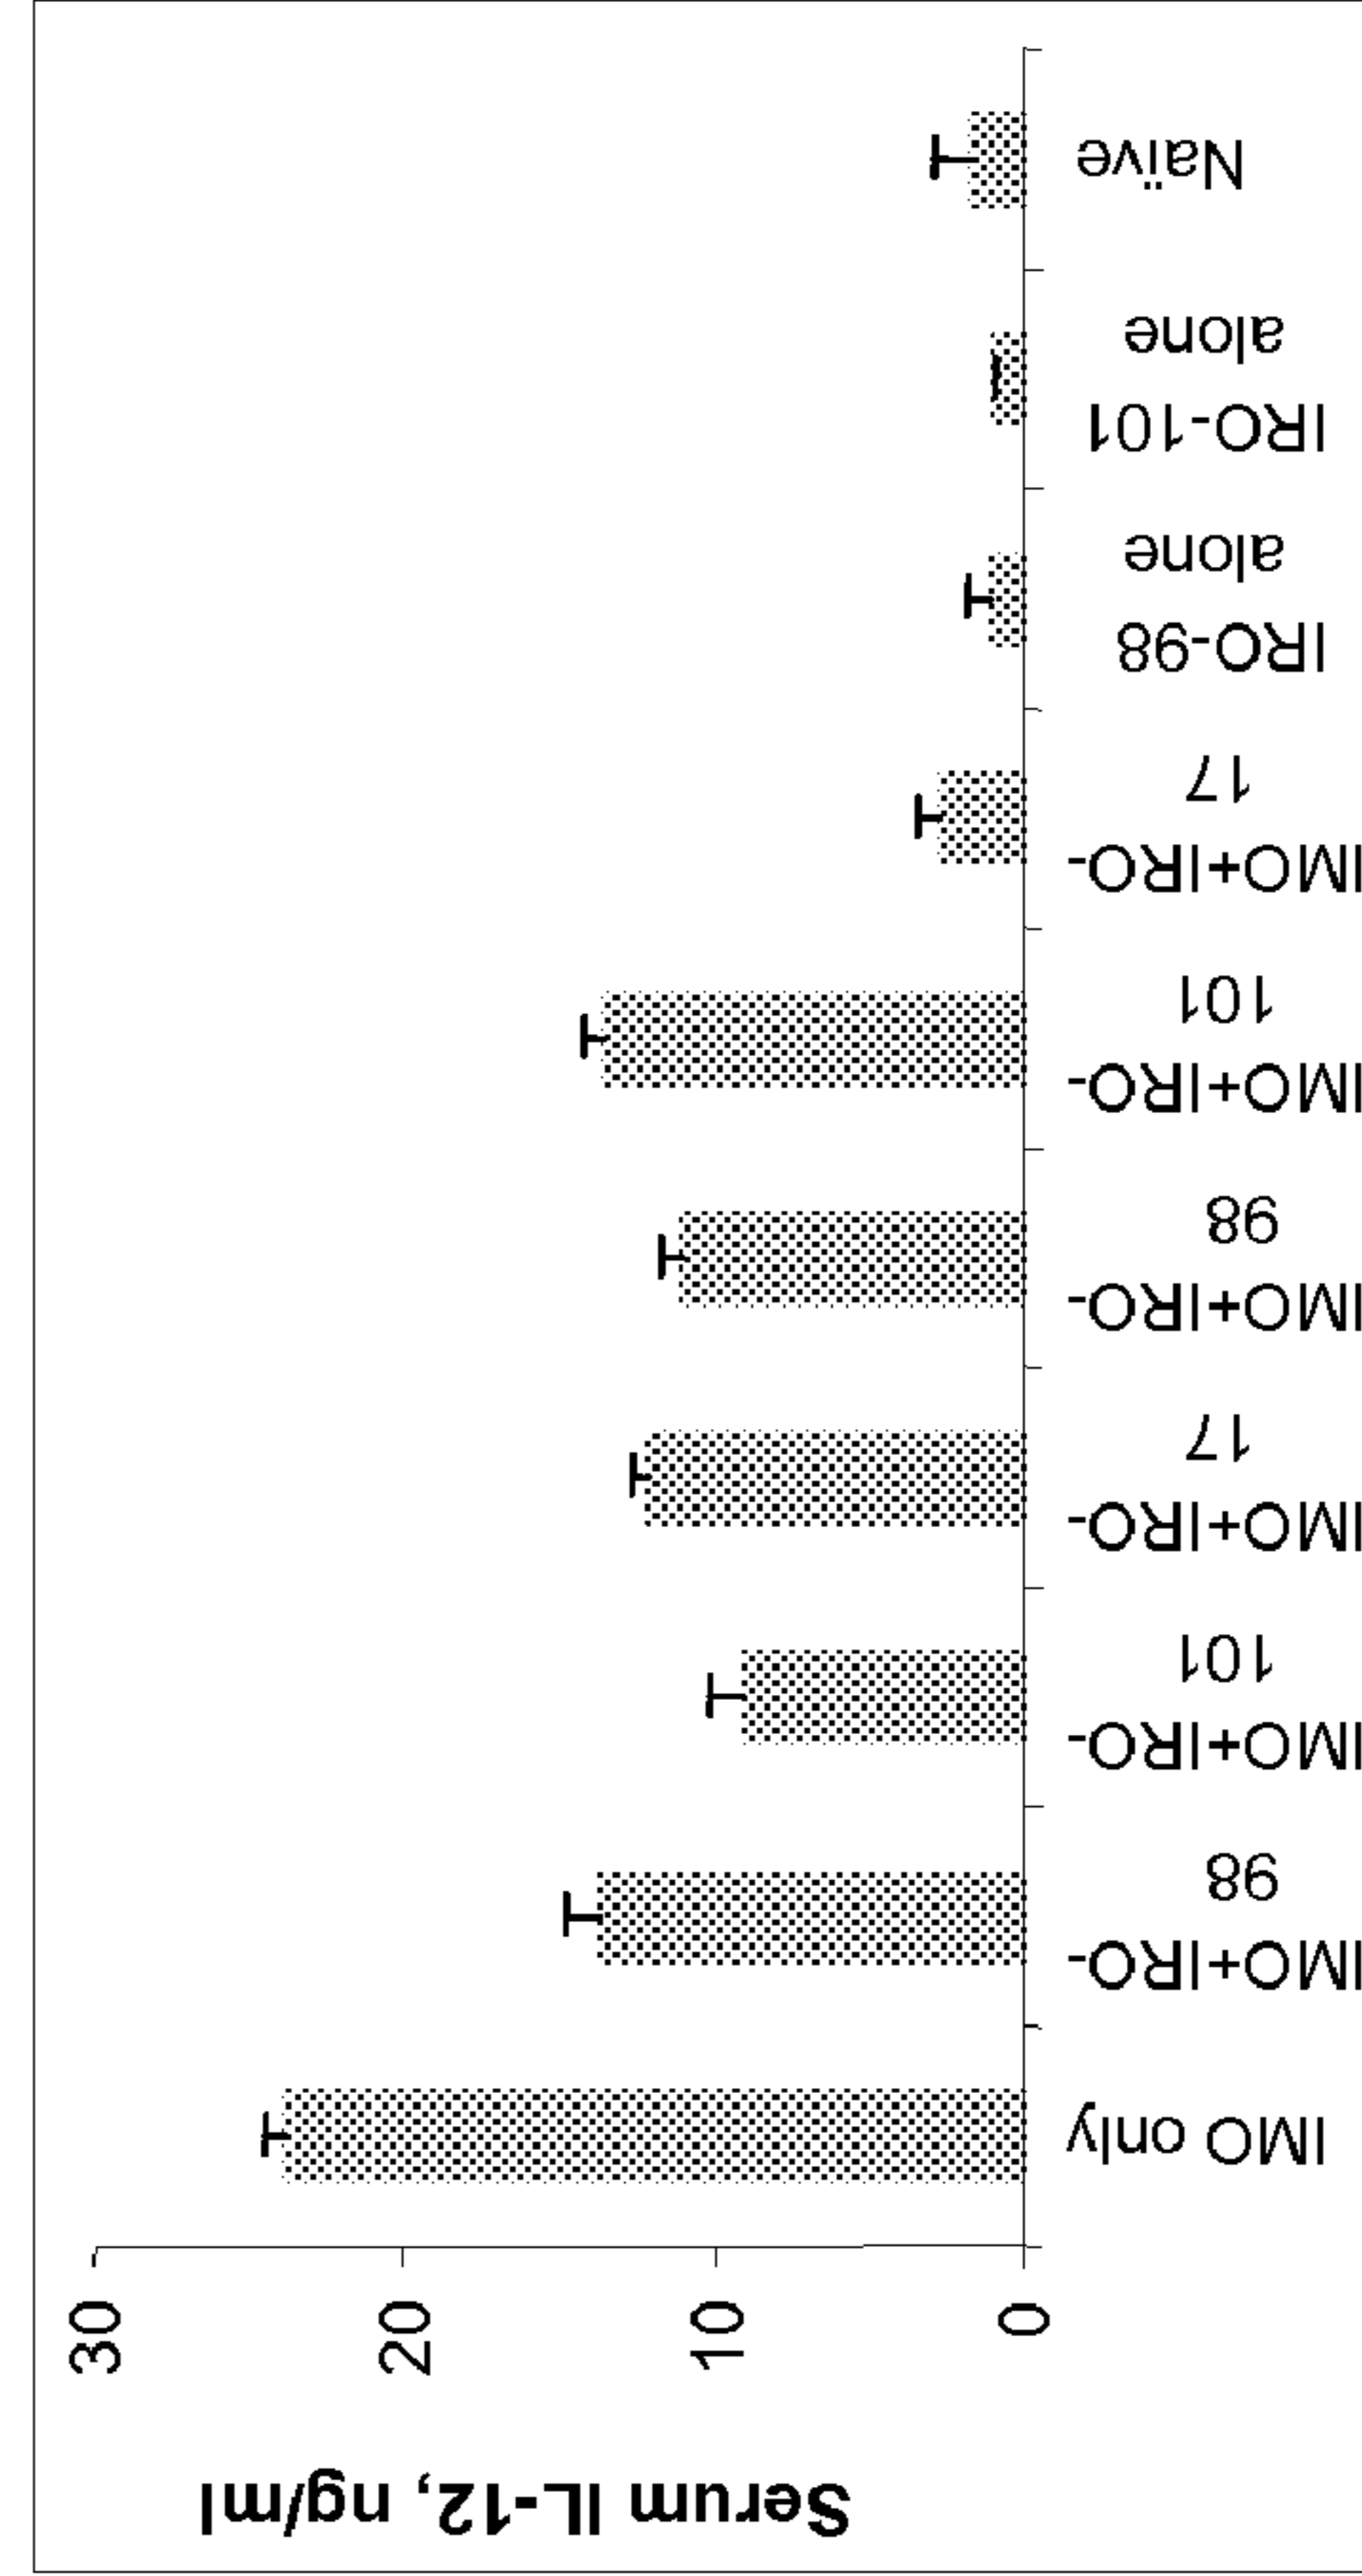 Serum IL-12, ng/ml
30
20
10
0
IMO only
IMO+IRO-
98
IMO+IRO-
101
IMO+IRO-
17
IMO+IRO-
98
IMO+IRO-
101
IMO+IRO-
17
IRO-98
alone
IRO-101
alone
Naïve